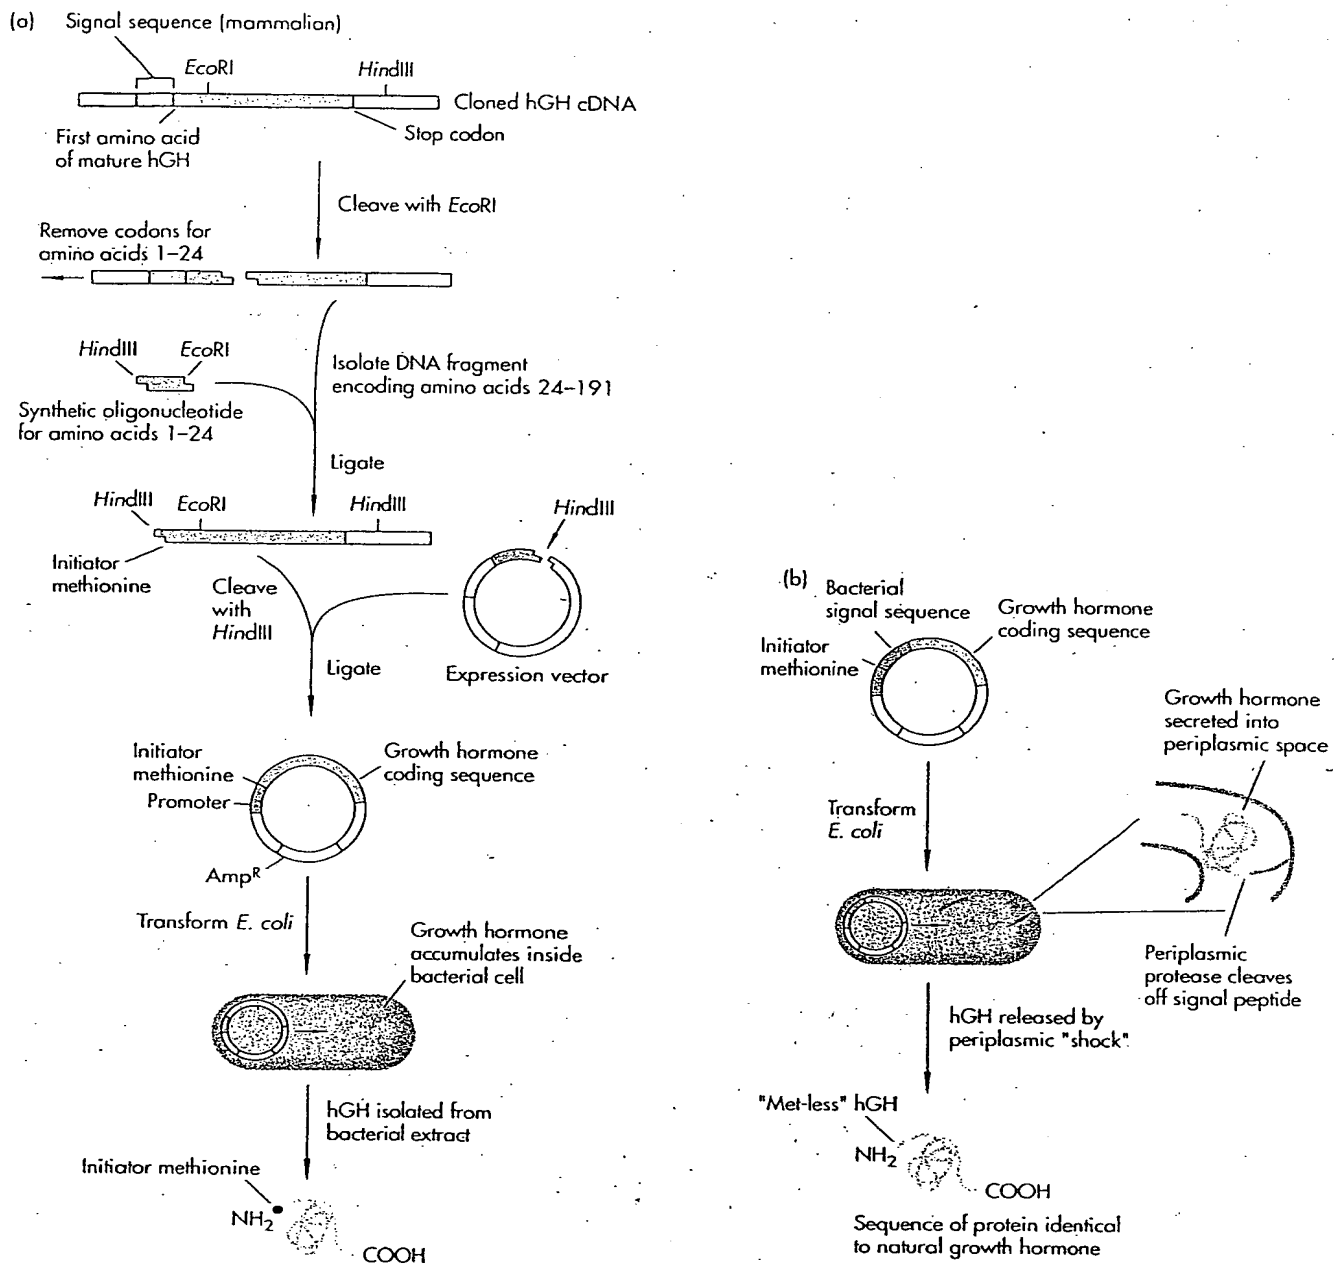 (a) Signal sequence (mammalian)
EcoRI
HindIII
Cloned hGH cDNA
First amino acid
of mature hGH
Stop codon
Cleave with EcoRI
Remove codons for
amino acids 1–24
HindIII
EcoRI
Isolate DNA fragment
encoding amino acids 24–191
Synthetic oligonucleotide
for amino acids 1–24
Ligate
HindIII
EcoRI
HindIII
HindIII
Initiator
methionine
Cleave
with
HindIII
Ligate
Expression vector
Initiator
methionine
Promoter
Growth hormone
coding sequence
AmpR
Transform E. coli
Growth hormone
accumulates inside
bacterial cell
hGH isolated from
bacterial extract
Initiator methionine
NH2
COOH
(b)
Bacterial
signal sequence
Growth hormone
coding sequence
Initiator
methionine
Growth hormone
secreted into
periplasmic space
Transform
E. coli
Periplasmic
protease cleaves
off signal peptide
hGH released by
periplasmic "shock"
"Met-less" hGH
NH2
COOH
Sequence of protein identical
to natural growth hormone